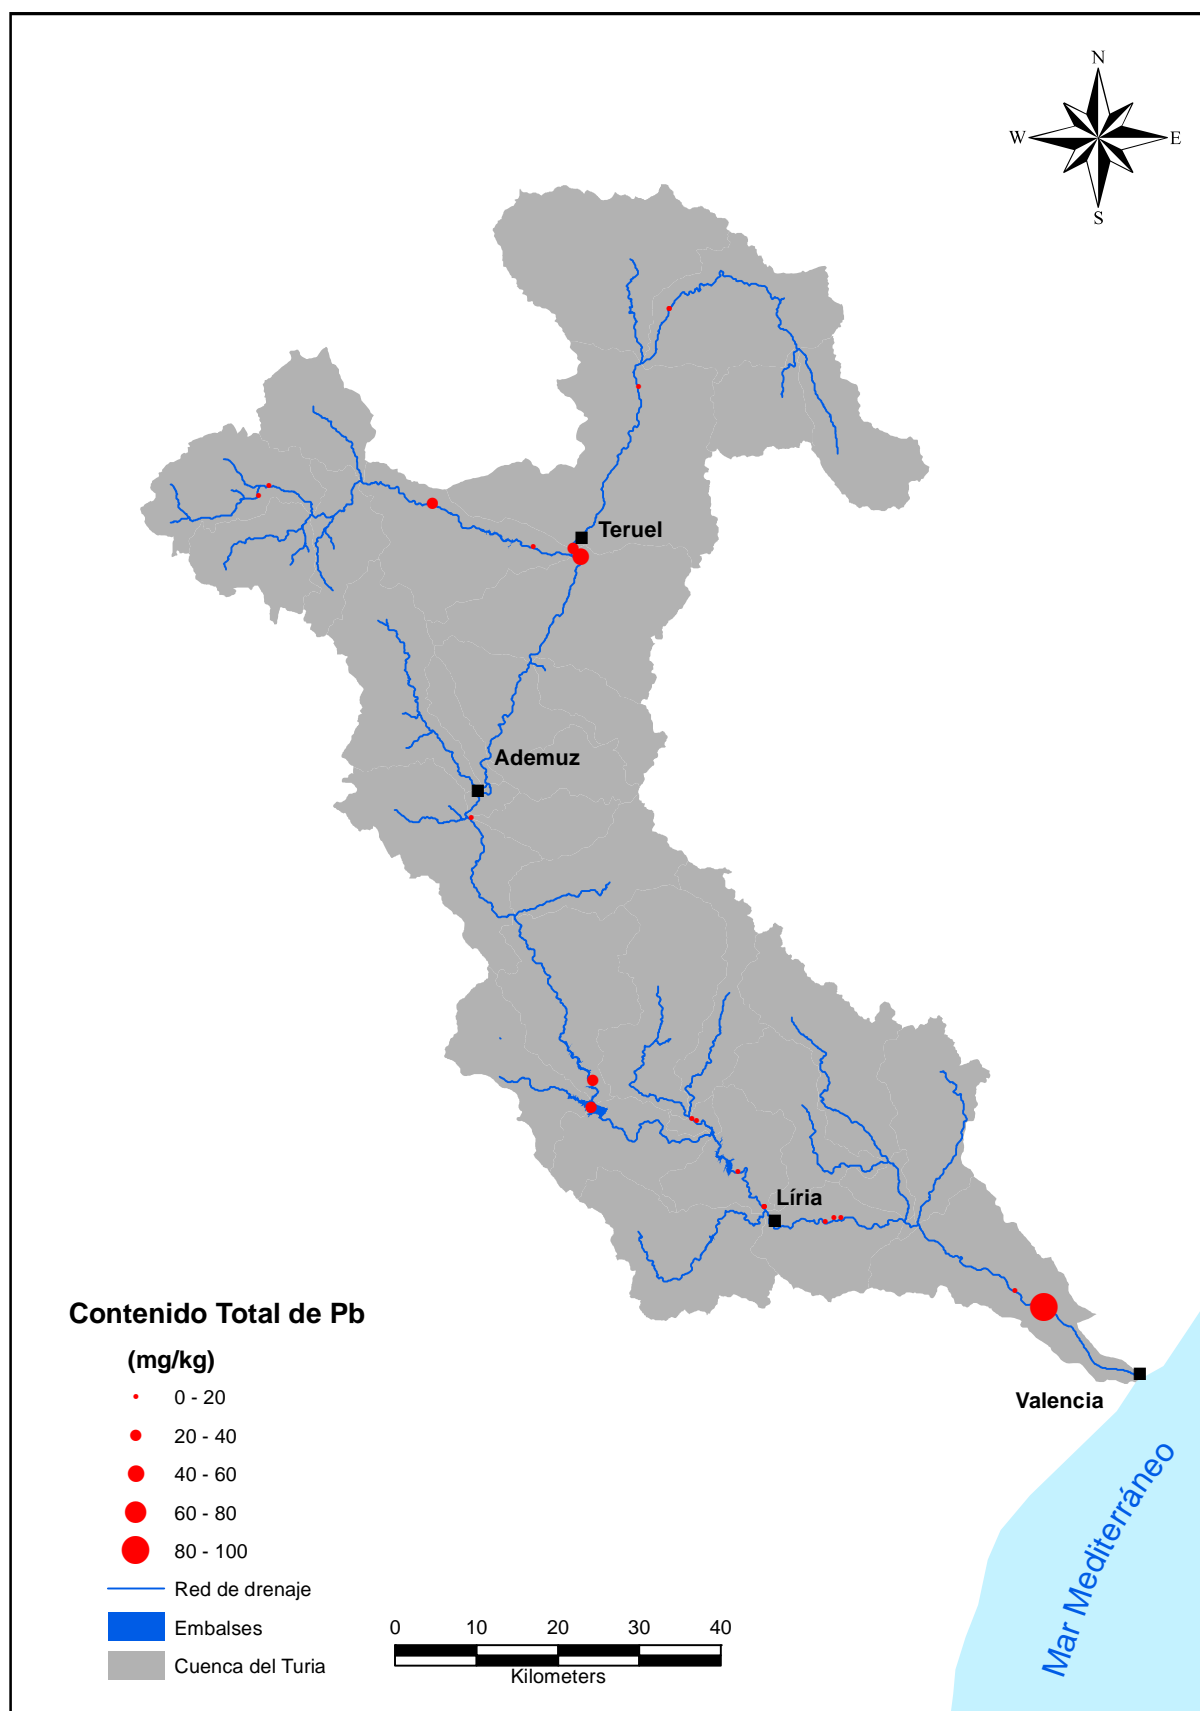 N
W
E
S
Teruel
Ademuz
Líria
Valencia
Mar Mediterráneo
Contenido Total de Pb
(mg/kg)
0 - 20
20 - 40
40 - 60
60 - 80
80 - 100
Red de drenaje
Embalses
Cuenca del Turia
0 10 20 30 40
Kilometers